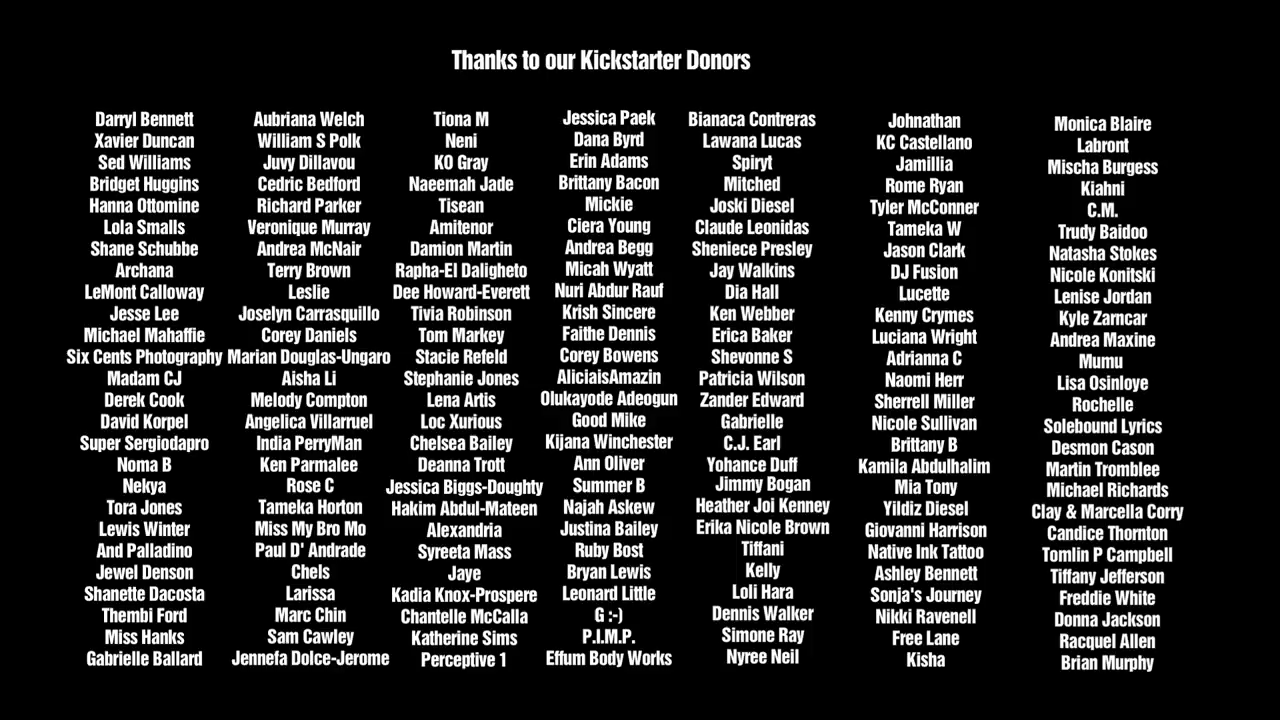 Thanks to our Kickstarter Donors
Darryl Bennett
Xavier Duncan
Sed Williams
Bridget Huggins
Hanna Ottomine
Lola Smalls
Shane Schubbe
Archana
LeMont Calloway
Jesse Lee
Michael Mahaffie
Six Cents Photography
Madam CJ
Derek Cook
David Korpel
Super Sergiodapro
Noma B
Nekya
Tora Jones
Lewis Winter
And Palladino
Jewel Denson
Shanette Dacosta
Thembi Ford
Miss Hanks
Gabrielle Ballard
Aubriana Welch
William S Polk
Juvy Dillavou
Cedric Bedford
Richard Parker
Veronique Murray
Andrea McNair
Terry Brown
Leslie
Joselyn Carrasquillo
Corey Daniels
Marian Douglas-Ungaro
Aisha Li
Melody Compton
Angelica Villarruel
India PerryMan
Ken Parmalee
Rose C
Tameka Horton
Miss My Bro Mo
Paul D' Andrade
Chels
Larissa
Marc Chin
Sam Cawley
Jennefa Dolce-Jerome
Tiona M
Neni
KO Gray
Naeemah Jade
Tisean
Amitenor
Damion Martin
Rapha-El Daligheto
Dee Howard-Everett
Tivia Robinson
Tom Markey
Stacie Refeld
Stephanie Jones
Lena Artis
Loc Xurious
Chelsea Bailey
Deanna Trott
Jessica Biggs-Doughty
Hakim Abdul-Mateen
Alexandria
Syreeta Mass
Jaye
Kadia Knox-Prospere
Chantelle McCalla
Katherine Sims
Perceptive 1
Jessica Paek
Dana Byrd
Erin Adams
Brittany Bacon
Mickie
Ciera Young
Andrea Begg
Micah Wyatt
Nuri Abdur Rauf
Krish Sincere
Faithe Dennis
Corey Bowens
AliciaisAmazin
Olukayode Adeogun
Good Mike
Kijana Winchester
Ann Oliver
Summer B
Najah Askew
Justina Bailey
Ruby Bost
Bryan Lewis
Leonard Little
G :-)
P.I.M.P.
Effum Body Works
Bianaca Contreras
Lawana Lucas
Spiryt
Mitched
Joski Diesel
Claude Leonidas
Sheniece Presley
Jay Walkins
Dia Hall
Ken Webber
Erica Baker
Shevonne S
Patricia Wilson
Zander Edward
Gabrielle
C.J. Earl
Yohance Duff
Jimmy Bogan
Heather Joi Kenney
Erika Nicole Brown
Tiffani
Kelly
Loli Hara
Dennis Walker
Simone Ray
Nyree Neil
Johnathan
KC Castellano
Jamillia
Rome Ryan
Tyler McConner
Tameka W
Jason Clark
DJ Fusion
Lucette
Kenny Crymes
Luciana Wright
Adrianna C
Naomi Herr
Sherrell Miller
Nicole Sullivan
Brittany B
Kamila Abdulhalim
Mia Tony
Yildiz Diesel
Giovanni Harrison
Native Ink Tattoo
Ashley Bennett
Sonja's Journey
Nikki Ravenell
Free Lane
Kisha
Monica Blaire
Labront
Mischa Burgess
Kiahni
C.M.
Trudy Baidoo
Natasha Stokes
Nicole Konitski
Lenise Jordan
Kyle Zarncar
Andrea Maxine
Mumu
Lisa Osinloye
Rochelle
Solebound Lyrics
Desmon Cason
Martin Tromblee
Michael Richards
Clay & Marcella Corry
Candice Thornton
Tomlin P Campbell
Tiffany Jefferson
Freddie White
Donna Jackson
Racquel Allen
Brian Murphy